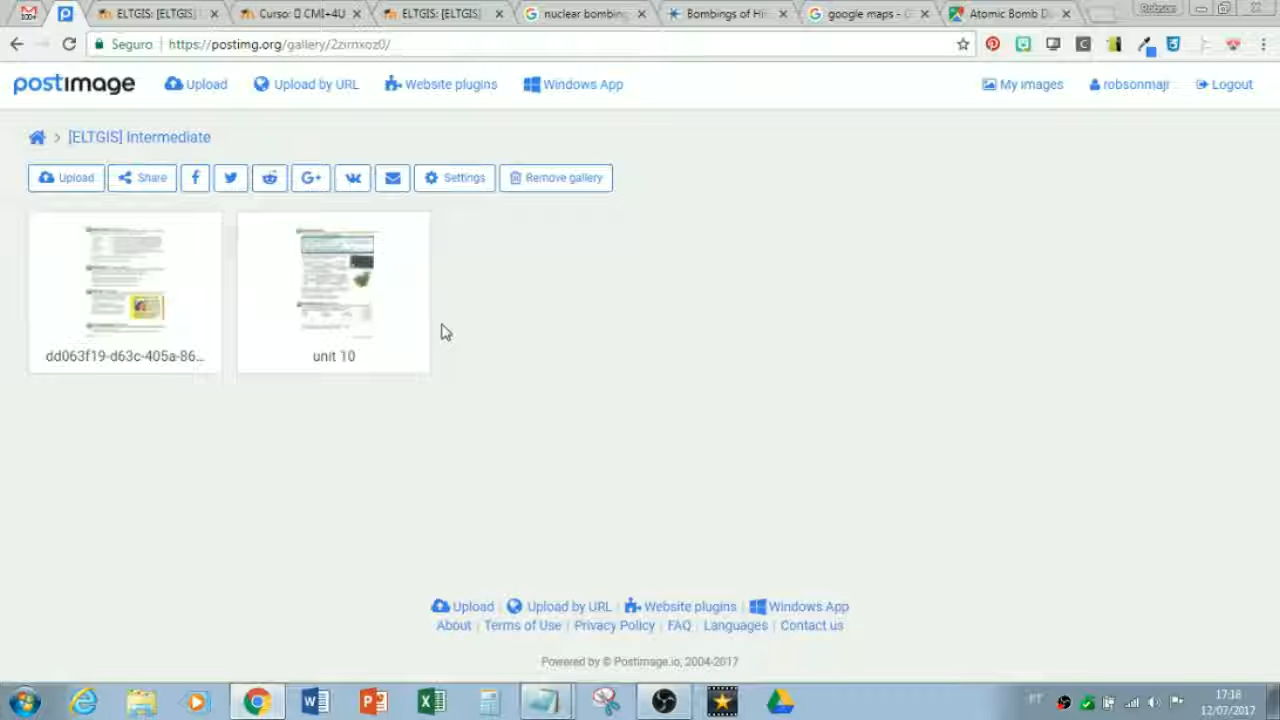 ELTGIS: [ELTGIS]
Curso: CMI+4U
ELTGIS: [ELTGIS]
nuclear bombing
Bombings of Hi
google maps -
Atomic Bomb D
Robson
Seguro
https://postimg.org/gallery/2zirnxoz0/
postimage
Upload
Upload by URL
Website plugins
Windows App
My images
robsonmajr
Logout
> [ELTGIS] Intermediate
Upload
Share
G+
Settings
Remove gallery
dd063f19-d63c-405a-86...
unit 10
Upload | Upload by URL | Website plugins | Windows App
About | Terms of Use | Privacy Policy | FAQ | Languages | Contact us
Powered by © Postimage.io, 2004-2017
PT
17:18
12/07/2017